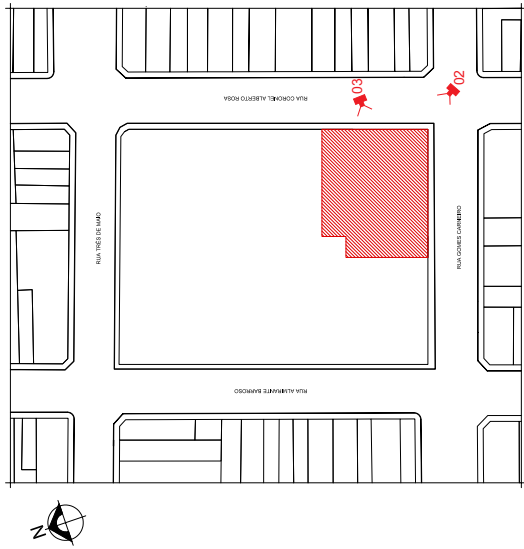 03
02
RUA CORONEL ALBERTO ROSA
RUA TRÊS DE MAIO
RUA GOMES CARNEIRO
RUA ALMIRANTE BARROSO
N